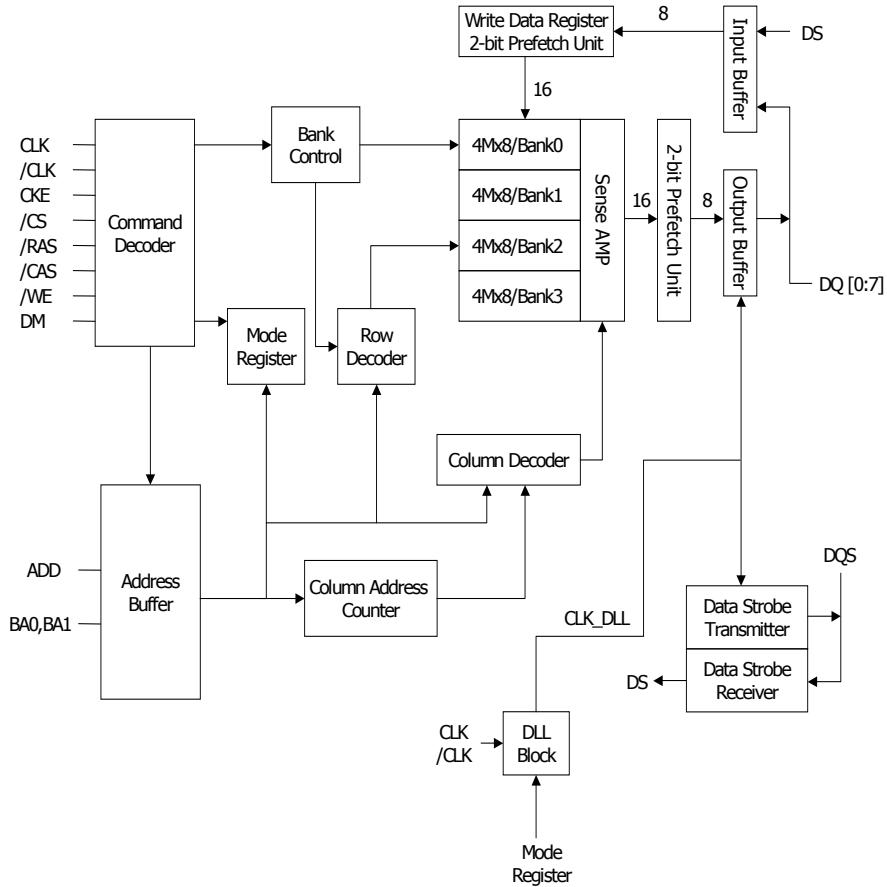 Write Data Register
2-bit Prefetch Unit
8
Input Buffer
DS
16
Bank
Control
CLK
/CLK
CKE
/CS
/RAS
/CAS
/WE
DM
Command
Decoder
4Mx8/Bank0
4Mx8/Bank1
4Mx8/Bank2
4Mx8/Bank3
Sense AMP
16
2-bit Prefetch Unit
8
Output Buffer
DQ [0:7]
Mode
Register
Row
Decoder
Column Decoder
ADD
BA0,BA1
Address
Buffer
Column Address
Counter
CLK_DLL
DQS
Data Strobe
Transmitter
Data Strobe
Receiver
DS
CLK
/CLK
DLL
Block
Mode
Register